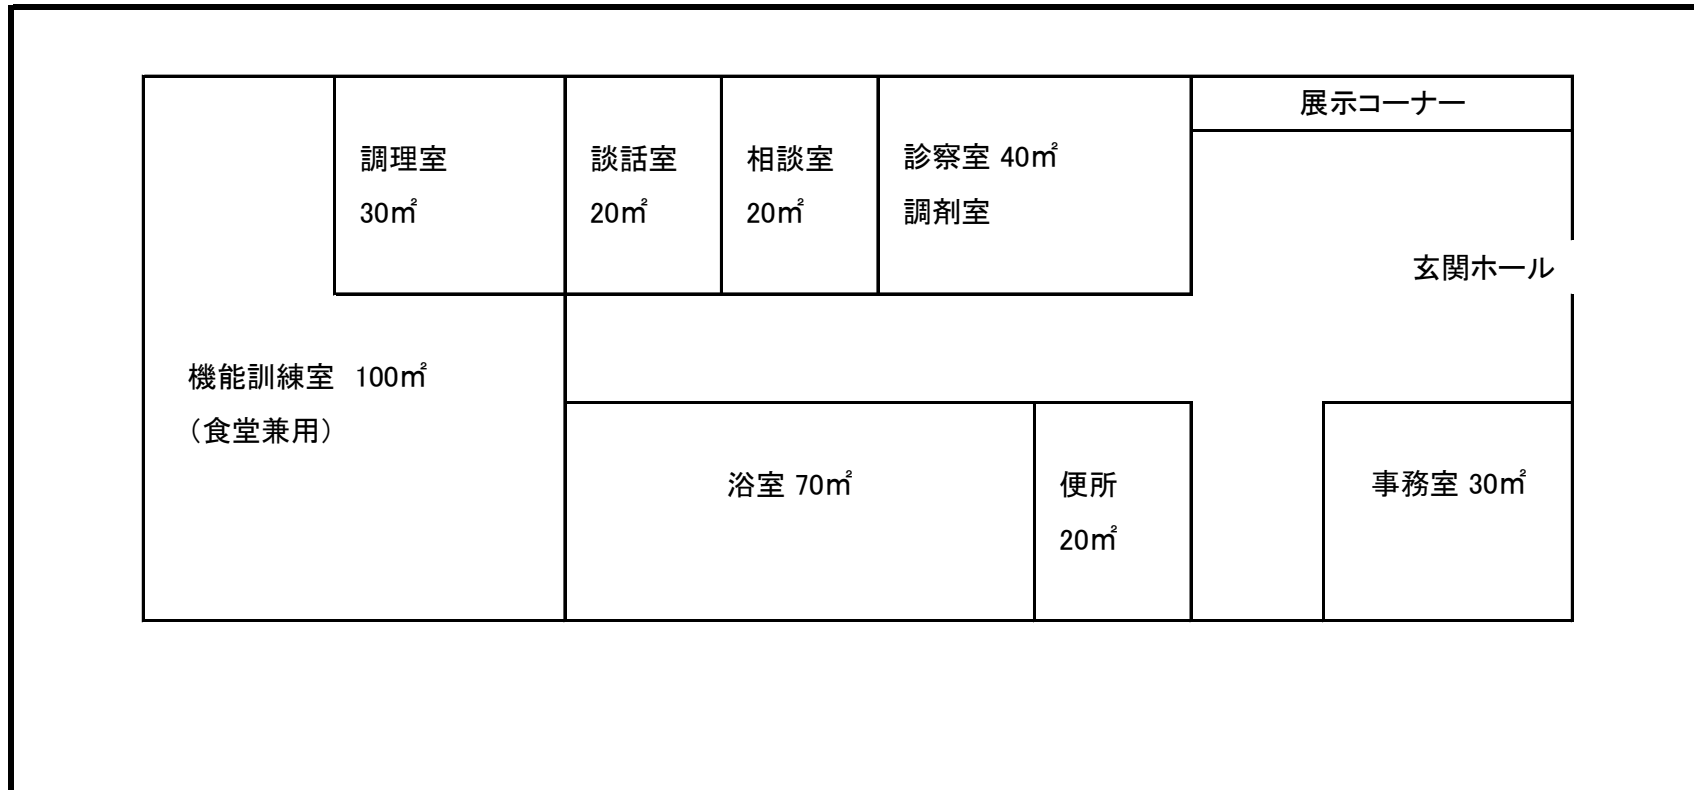 展示コーナー
調理室
30㎡
談話室
20㎡
相談室
20㎡
診察室 40㎡
調剤室
玄関ホール
機能訓練室 100㎡
（食堂兼用）
浴室 70㎡
便所
20㎡
事務室 30㎡